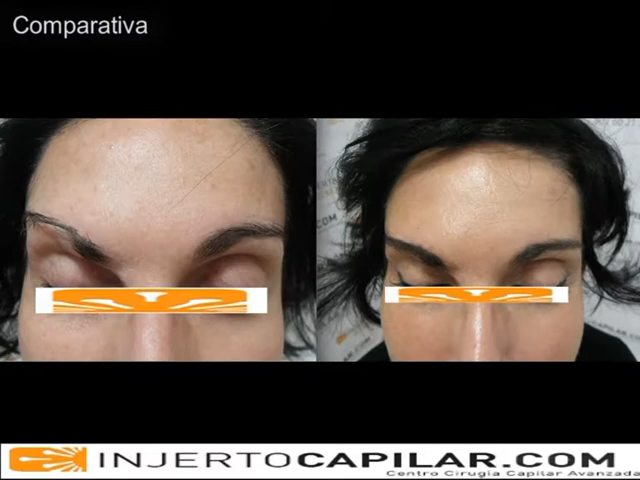 Comparativa
INJERTOCAPILAR.COM
Centro Cirugía Capilar Avanzada